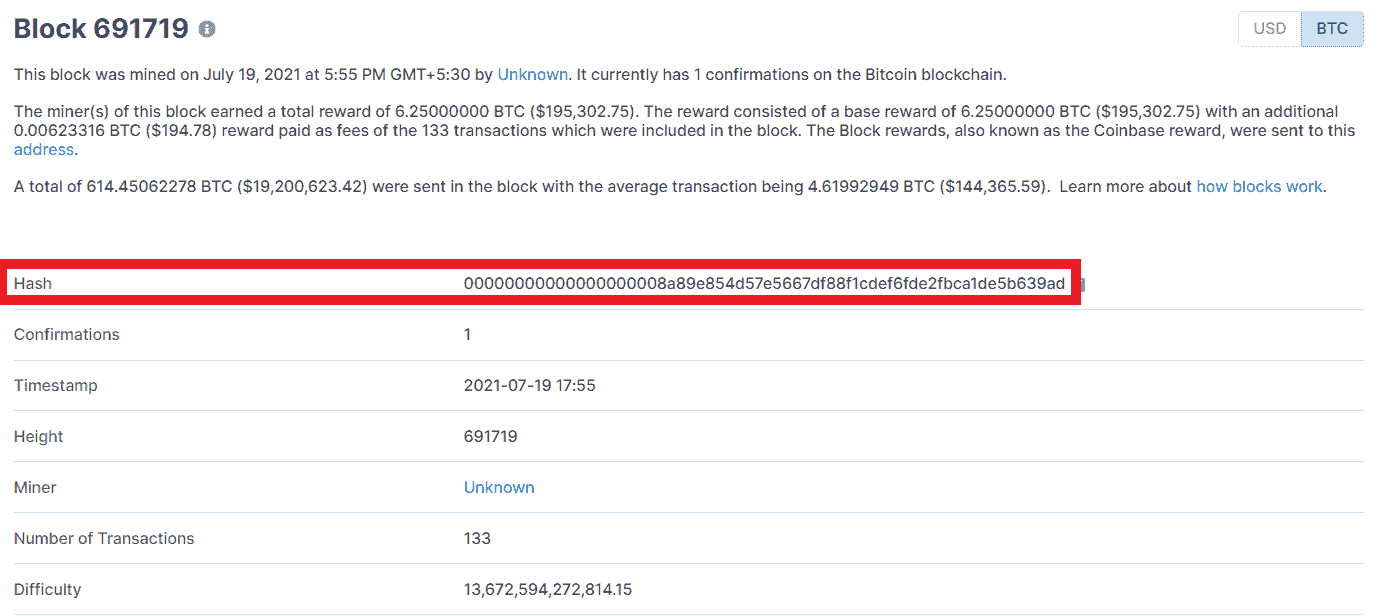 Block 691719
USD BTC
This block was mined on July 19, 2021 at 5:55 PM GMT+5:30 by Unknown. It currently has 1 confirmations on the Bitcoin blockchain.
The miner(s) of this block earned a total reward of 6.25000000 BTC ($195,302.75). The reward consisted of a base reward of 6.25000000 BTC ($195,302.75) with an additional
0.00623316 BTC ($194.78) reward paid as fees of the 133 transactions which were included in the block. The Block rewards, also known as the Coinbase reward, were sent to this
address.
A total of 614.45062278 BTC ($19,200,623.42) were sent in the block with the average transaction being 4.61992949 BTC ($144,365.59). Learn more about how blocks work.
Hash 00000000000000000008a89e854d57e5667df88f1cdef6fde2fbca1de5b639ad
Confirmations 1
Timestamp 2021-07-19 17:55
Height 691719
Miner Unknown
Number of Transactions 133
Difficulty 13,672,594,272,814.15